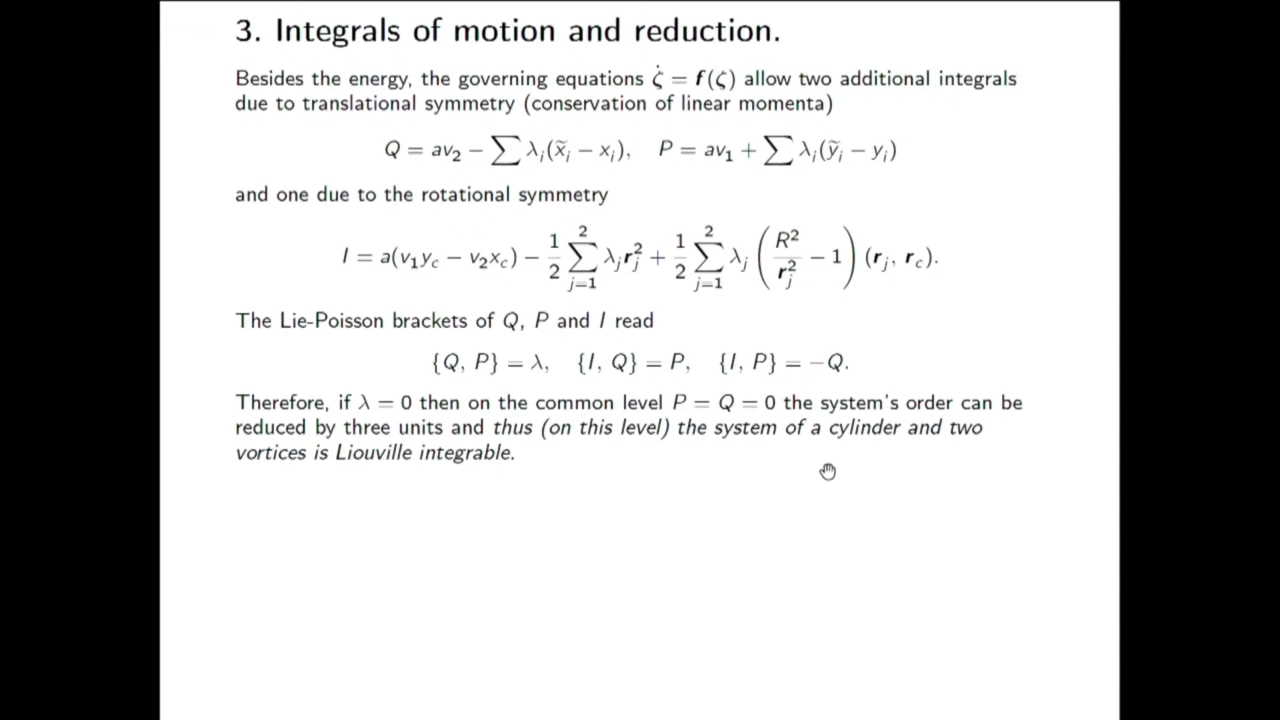 3. Integrals of motion and reduction.
Besides the energy, the governing equations ζ̇ = f(ζ) allow two additional integrals
due to translational symmetry (conservation of linear momenta)
Q = av₂ − ∑ λᵢ(x̃ᵢ − xᵢ), P = av₁ + ∑ λᵢ(ỹᵢ − yᵢ)
and one due to the rotational symmetry
I = a(v₁y_c − v₂x_c) − 1/2 ∑_{j=1}^{2} λⱼrⱼ² + 1/2 ∑_{j=1}^{2} λⱼ (R²/rⱼ² − 1) (rⱼ, r_c).
The Lie-Poisson brackets of Q, P and I read
{Q, P} = λ, {I, Q} = P, {I, P} = −Q.
Therefore, if λ = 0 then on the common level P = Q = 0 the system's order can be
reduced by three units and thus (on this level) the system of a cylinder and two
vortices is Liouville integrable.